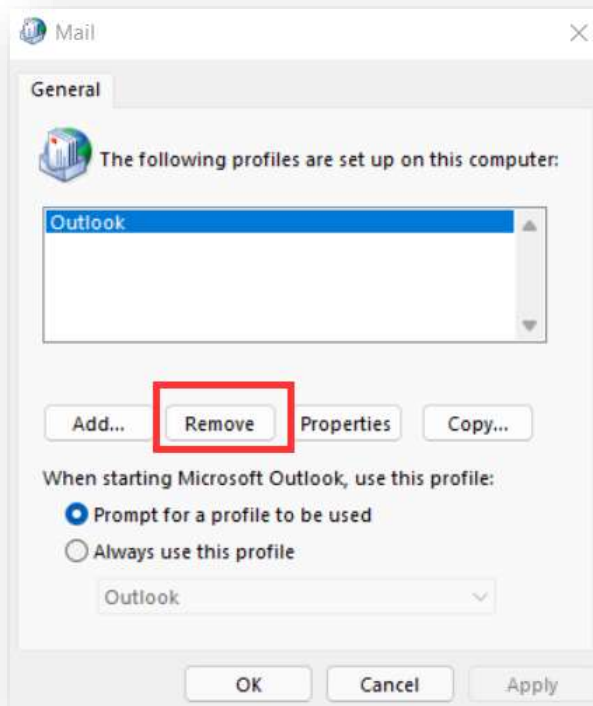 Mail
General
The following profiles are set up on this computer:
Outlook
Add... Remove Properties Copy...
When starting Microsoft Outlook, use this profile:
Prompt for a profile to be used
Always use this profile
Outlook
OK Cancel Apply